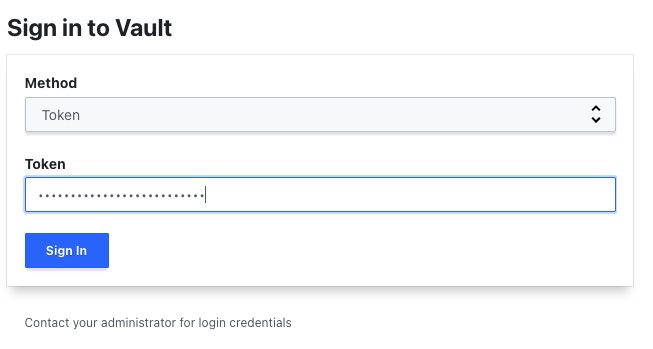 Sign in to Vault
Method
Token
Token
••••••••••••••••••••••••••
Sign In
Contact your administrator for login credentials